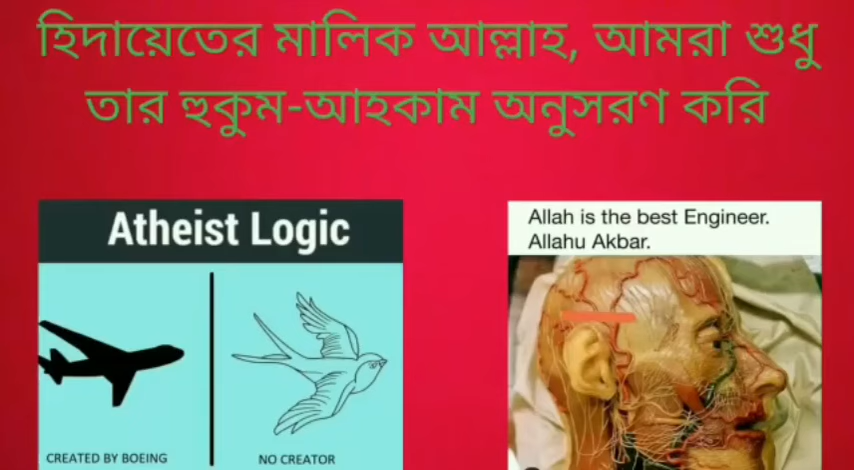 হিদায়েতের মালিক আল্লাহ, আমরা শুধু
তার হুকুম-আহকাম অনুসরণ করি
Atheist Logic
CREATED BY BOEING
NO CREATOR
Allah is the best Engineer.
Allahu Akbar.